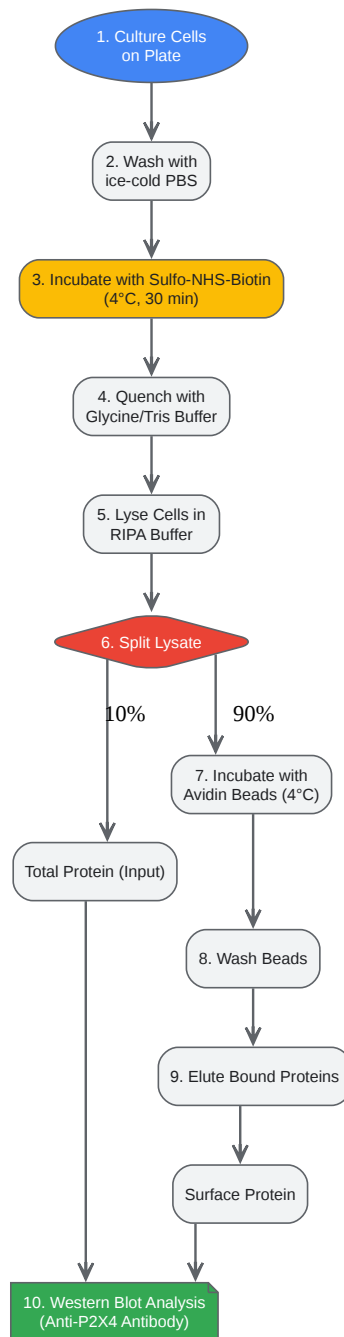 1. Culture Cells
on Plate
2. Wash with
ice-cold PBS
3. Incubate with Sulfo-NHS-Biotin
(4°C, 30 min)
4. Quench with
Glycine/Tris Buffer
5. Lyse Cells in
RIPA Buffer
6. Split Lysate
10%
90%
7. Incubate with
Avidin Beads (4°C)
Total Protein (Input)
8. Wash Beads
9. Elute Bound Proteins
Surface Protein
10. Western Blot Analysis
(Anti-P2X4 Antibody)